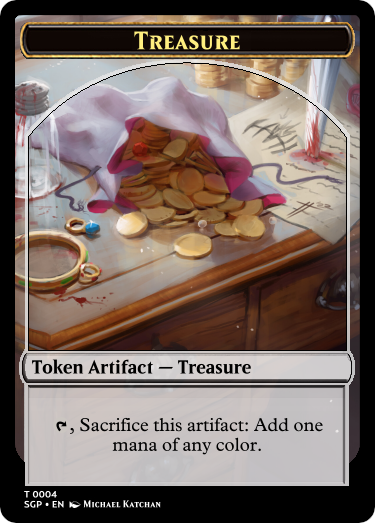 TREASURE
Token Artifact — Treasure
, Sacrifice this artifact: Add one
mana of any color.
T 0004
SGP • EN MICHAEL KATCHAN